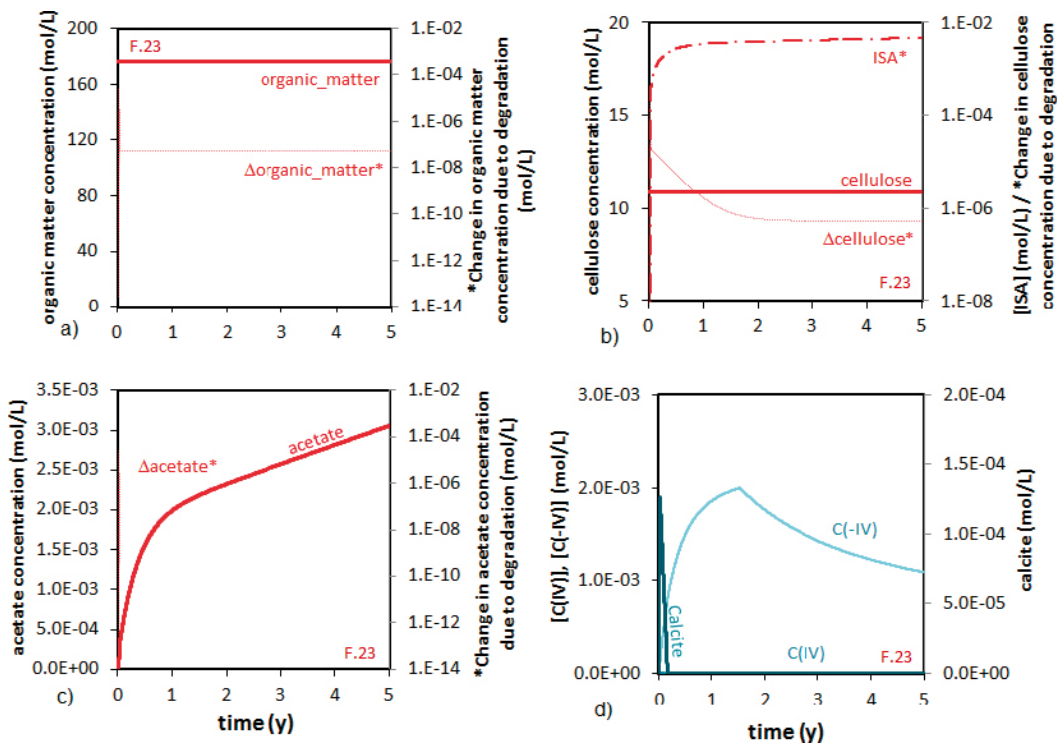 organic matter concentration (mol/L)
200
160
120
80
40
0
F.23
organic_matter
Δorganic_matter*
1.E-02
1.E-04
1.E-06
1.E-08
1.E-10
1.E-12
1.E-14
*Change in organic matter
concentration due to degradation
(mol/L)
0 1 2 3 4 5
a)
cellulose concentration (mol/L)
20
15
10
5
ISA*
cellulose
Δcellulose*
F.23
1.E-02
1.E-04
1.E-06
1.E-08
[ISA] (mol/L) / *Change in cellulose
concentration due to degradation
0 1 2 3 4 5
b)
acetate concentration (mol/L)
3.5E-03
3.0E-03
2.5E-03
2.0E-03
1.5E-03
1.0E-03
5.0E-04
0.0E+00
Δacetate*
acetate
F.23
1.E-02
1.E-04
1.E-06
1.E-08
1.E-10
1.E-12
1.E-14
*Change in acetate concentration
due to degradation (mol/L)
0 1 2 3 4 5
c)
time (y)
[C(IV)], [C(-IV)] (mol/L)
3.0E-03
2.0E-03
1.0E-03
0.0E+00
C(-IV)
Calcite
C(IV)
F.23
2.0E-04
1.5E-04
1.0E-04
5.0E-05
0.0E+00
calcite (mol/L)
0 1 2 3 4 5
d)
time (y)